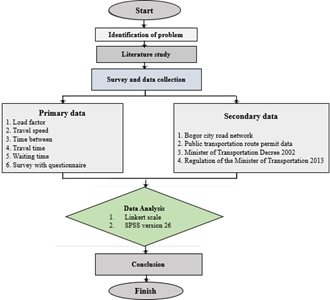 Start
Identification of problem
Literature study
Survey and data collection
Primary data
1. Load factor
2. Travel speed
3. Time between
4. Travel time
5. Waiting time
6. Survey with questionnaire
Secondary data
1. Bogor city road network
2. Public transportation route permit data
3. Minister of Transportation Decree 2002
4. Regulation of the Minister of Transportation 2013
Data Analysis
1. Linkert scale
2. SPSS version 26
Conclusion
Finish